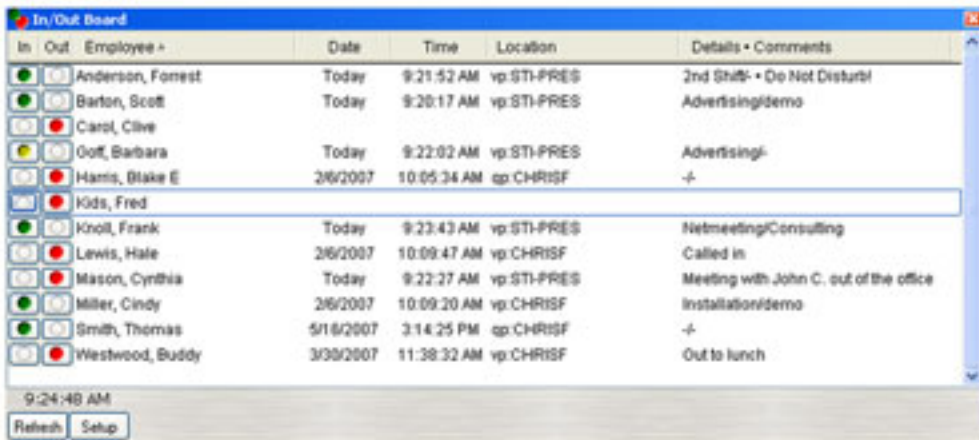 In/Out Board
In Out Employee Date Time Location Details • Comments
Anderson, Forrest Today 9:21:52 AM vp:STI-PRES 2nd Shift/- • Do Not Disturb!
Barton, Scott Today 9:20:17 AM vp:STI-PRES Advertising/demo
Carol, Clive
Goff, Barbara Today 9:22:02 AM vp:STI-PRES Advertising/-
Harris, Blake E 2/6/2007 10:05:34 AM qp:CHRISF -/-
Kids, Fred
Knoll, Frank Today 9:23:43 AM vp:STI-PRES Netmeeting/Consulting
Lewis, Hale 2/6/2007 10:09:47 AM vp:CHRISF Called in
Mason, Cynthia Today 9:22:27 AM vp:STI-PRES Meeting with John C. out of the office
Miller, Cindy 2/6/2007 10:09:20 AM vp:CHRISF Installation/demo
Smith, Thomas 5/18/2007 3:14:25 PM qp:CHRISF -/-
Westwood, Buddy 3/30/2007 11:38:32 AM vp:CHRISF Out to lunch
9:24:48 AM
Refresh Setup